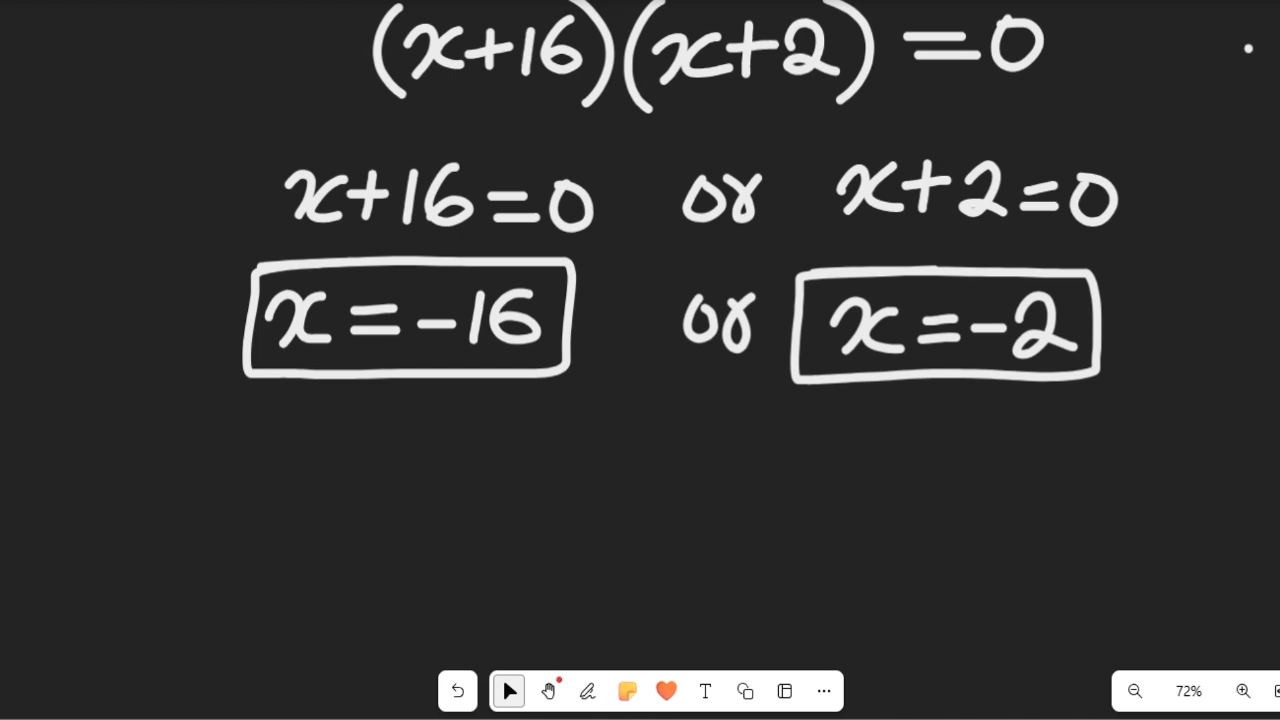 (x+16)(x+2) =0
x+16=0 or x+2=0
x=-16 or x=-2
T
72%